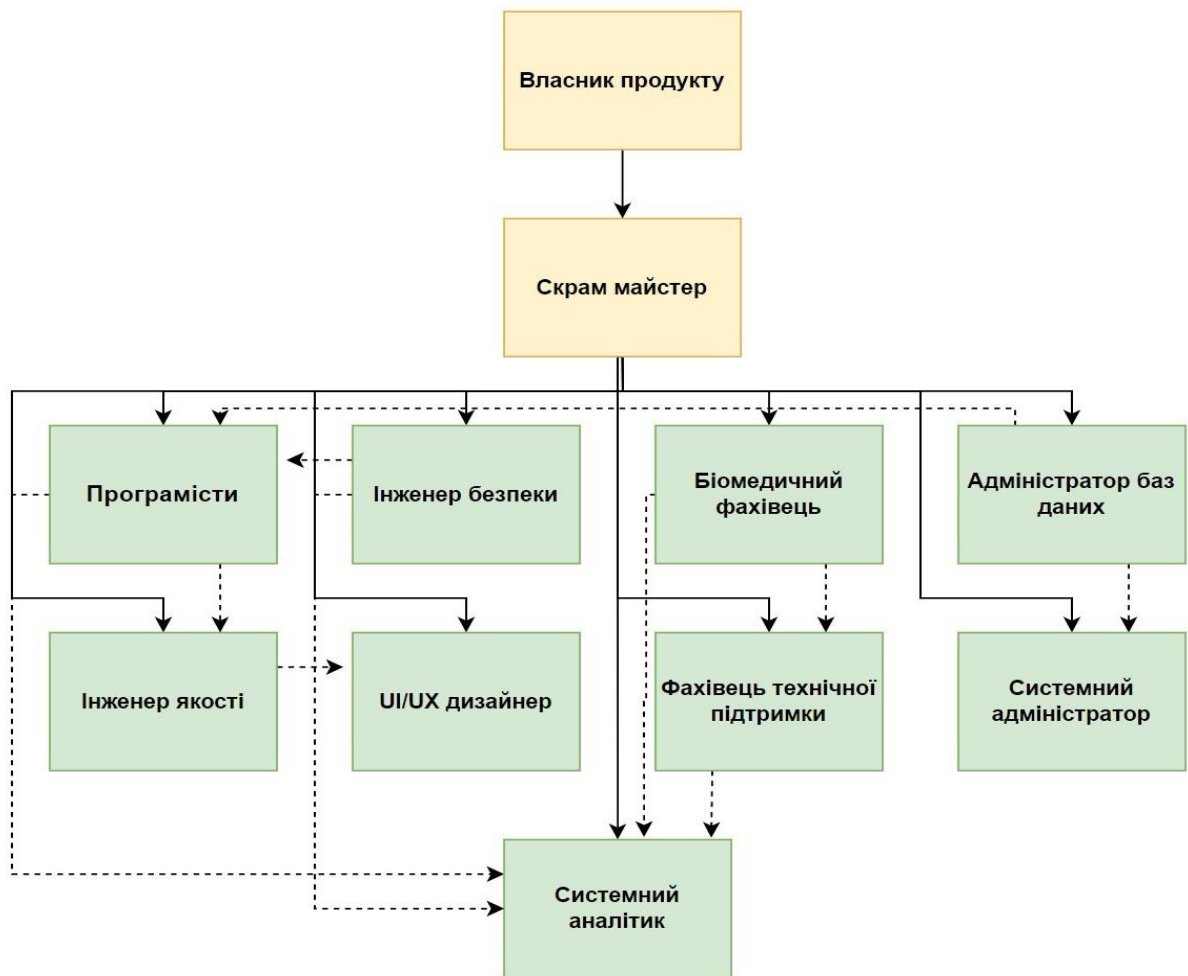 Власник продукту
Скрам майстер
Програмісти
Інженер безпеки
Біомедичний
фахівець
Адміністратор баз
даних
Інженер якості
UI/UX дизайнер
Фахівець технічної
підтримки
Системний
адміністратор
Системний
аналітик